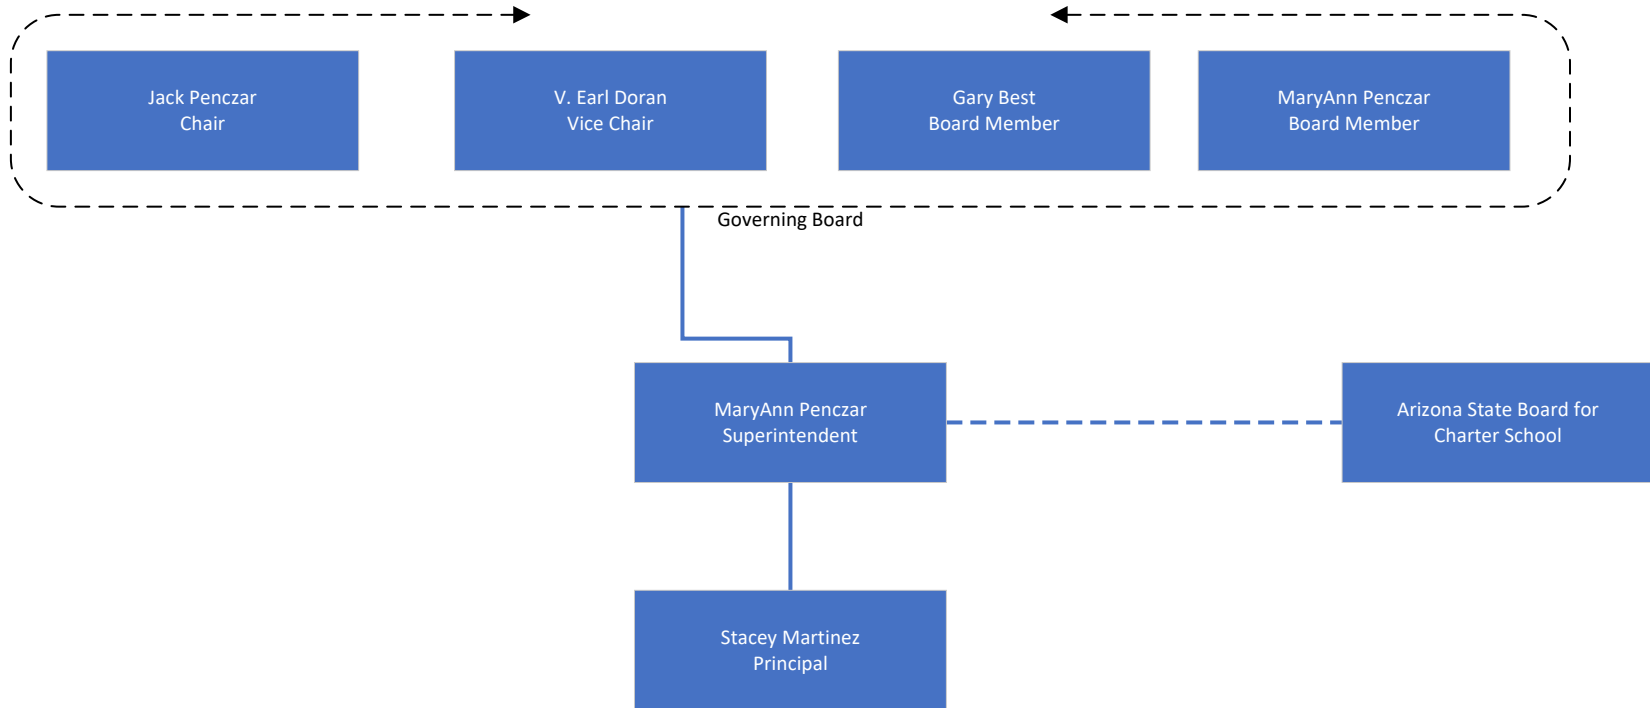 Jack Penczar
Chair
V. Earl Doran
Vice Chair
Gary Best
Board Member
MaryAnn Penczar
Board Member
Governing Board
MaryAnn Penczar
Superintendent
Arizona State Board for
Charter School
Stacey Martinez
Principal